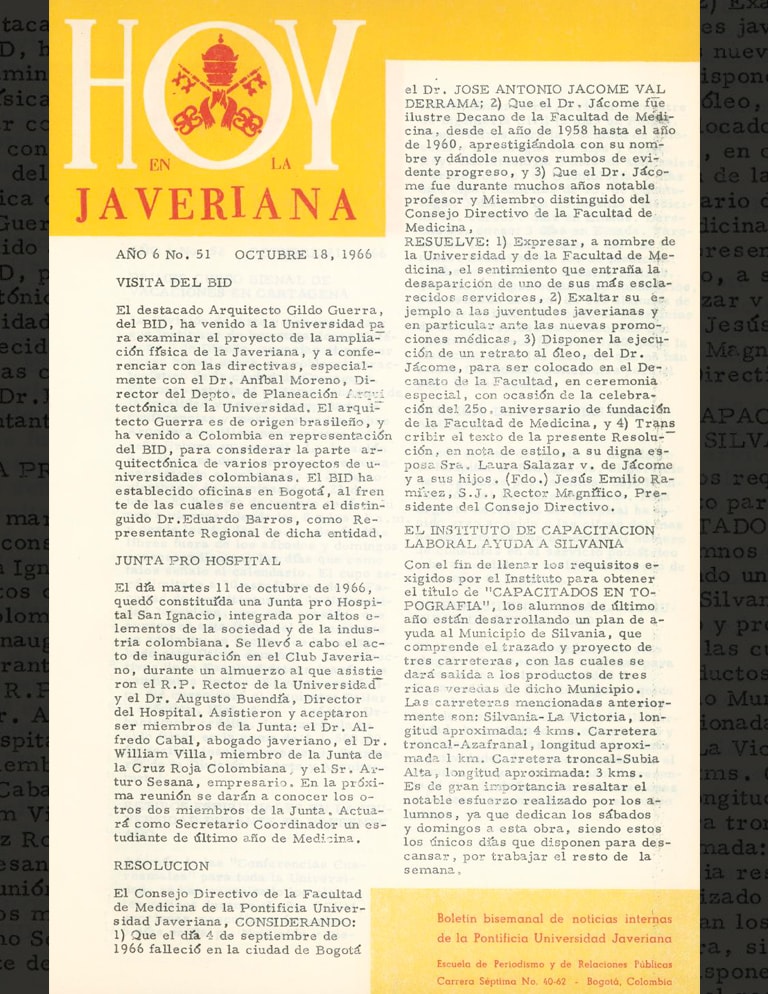 HOY
EN LA
JAVERIANA
AÑO 6 No. 51 OCTUBRE 18, 1966
VISITA DEL BID
El destacado Arquitecto Gildo Guerra,
del BID, ha venido a la Universidad pa
ra examinar el proyecto de la amplia-
ción física de la Javeriana, y a confe-
renciar con las directivas, especial-
mente con el Dr. Aníbal Moreno, Di-
rector del Depto. de Planeación Arqui
tectónica de la Universidad. El arqui-
tecto Guerra es de origen brasileño, y
ha venido a Colombia en representación
del BID, para considerar la parte ar-
quitectónica de varios proyectos de u-
niversidades colombianas. El BID ha
establecido oficinas en Bogotá, al fren
te de las cuales se encuentra el distin-
guido Dr.Eduardo Barros, como Re-
presentante Regional de dicha entidad.
JUNTA PRO HOSPITAL
El día martes 11 de octubre de 1966,
quedó constituída una Junta pro Hospi-
tal San Ignacio, integrada por altos e-
lementos de la sociedad y de la indus-
tria colombiana. Se llevó a cabo el ac-
to de inauguración en el Club Javeria-
no, durante un almuerzo al que asistie
ron el R.P. Rector de la Universidad
y el Dr. Augusto Buendía, Director
del Hospital. Asistieron y aceptaron
ser miembros de la Junta: el Dr. Al-
fredo Cabal, abogado javeriano, el Dr.
William Villa, miembro de la Junta de
la Cruz Roja Colombiana, y el Sr. Ar-
turo Sesana, empresario. En la próxi-
ma reunión se darán a conocer los o-
tros dos miembros de la Junta. Actua-
rá como Secretario Coordinador un es-
tudiante de último año de Medicina.
RESOLUCION
El Consejo Directivo de la Facultad
de Medicina de la Pontificia Univer-
sidad Javeriana, CONSIDERANDO:
1) Que el día 4 de septiembre de
1966 falleció en la ciudad de Bogotá
el Dr. JOSE ANTONIO JACOME VAL
DERRAMA; 2) Que el Dr. Jácome fue
ilustre Decano de la Facultad de Medi-
cina, desde el año de 1958 hasta el año
de 1960, aprestigiándola con su nom-
bre y dándole nuevos rumbos de evi-
dente progreso, y 3) Que el Dr. Jáco-
me fue durante muchos años notable
profesor y Miembro distinguido del
Consejo Directivo de la Facultad de
Medicina,
RESUELVE: 1) Expresar, a nombre de
la Universidad y de la Facultad de Me-
dicina, el sentimiento que entraña la
desaparición de uno de sus más escla-
recidos servidores, 2) Exaltar su e-
jemplo a las juventudes javerianas y
en particular ante las nuevas promo-
ciones médicas, 3) Disponer la ejecu-
ción de un retrato al óleo, del Dr.
Jácome, para ser colocado en el De-
canato de la Facultad, en ceremonia
especial, con ocasión de la celebra-
ción del 25o. aniversario de fundación
de la Facultad de Medicina, y 4) Trans
cribir el texto de la presente Resolu-
ción, en nota de estilo, a su digna es-
posa Sra. Laura Salazar v. de Jácome
y a sus hijos. (Fdo.) Jesús Emilio Ra-
mírez, S.J., Rector Magnífico, Pre-
sidente del Consejo Directivo.
EL INSTITUTO DE CAPACITACION
LABORAL AYUDA A SILVANIA
Con el fin de llenar los requisitos e-
xigidos por el Instituto para obtener
el título de "CAPACITADOS EN TO-
POGRAFIA", los alumnos de último
año están desarrollando un plan de a-
yuda al Municipio de Silvania, que
comprende el trazado y proyecto de
tres carreteras, con las cuales se
dará salida a los productos de tres
ricas veredas de dicho Municipio.
Las carreteras mencionadas anterior-
mente son: Silvania-La Victoria, lon-
gitud aproximada: 4 kms. Carretera
troncal-Azafranal, longitud aproxi-
mada 1 km. Carretera troncal-Subia
Alta, longitud aproximada: 3 kms.
Es de gran importancia resaltar el
notable esfuerzo realizado por los a-
lumnos, ya que dedican los sábados
y domingos a esta obra, siendo estos
los únicos días que disponen para des-
cansar, por trabajar el resto de la
semana.
Boletín bisemanal de noticias internas
de la Pontificia Universidad Javeriana
Escuela de Periodismo y de Relaciones Públicas
Carrera Séptima No. 40-62 - Bogotá, Colombia